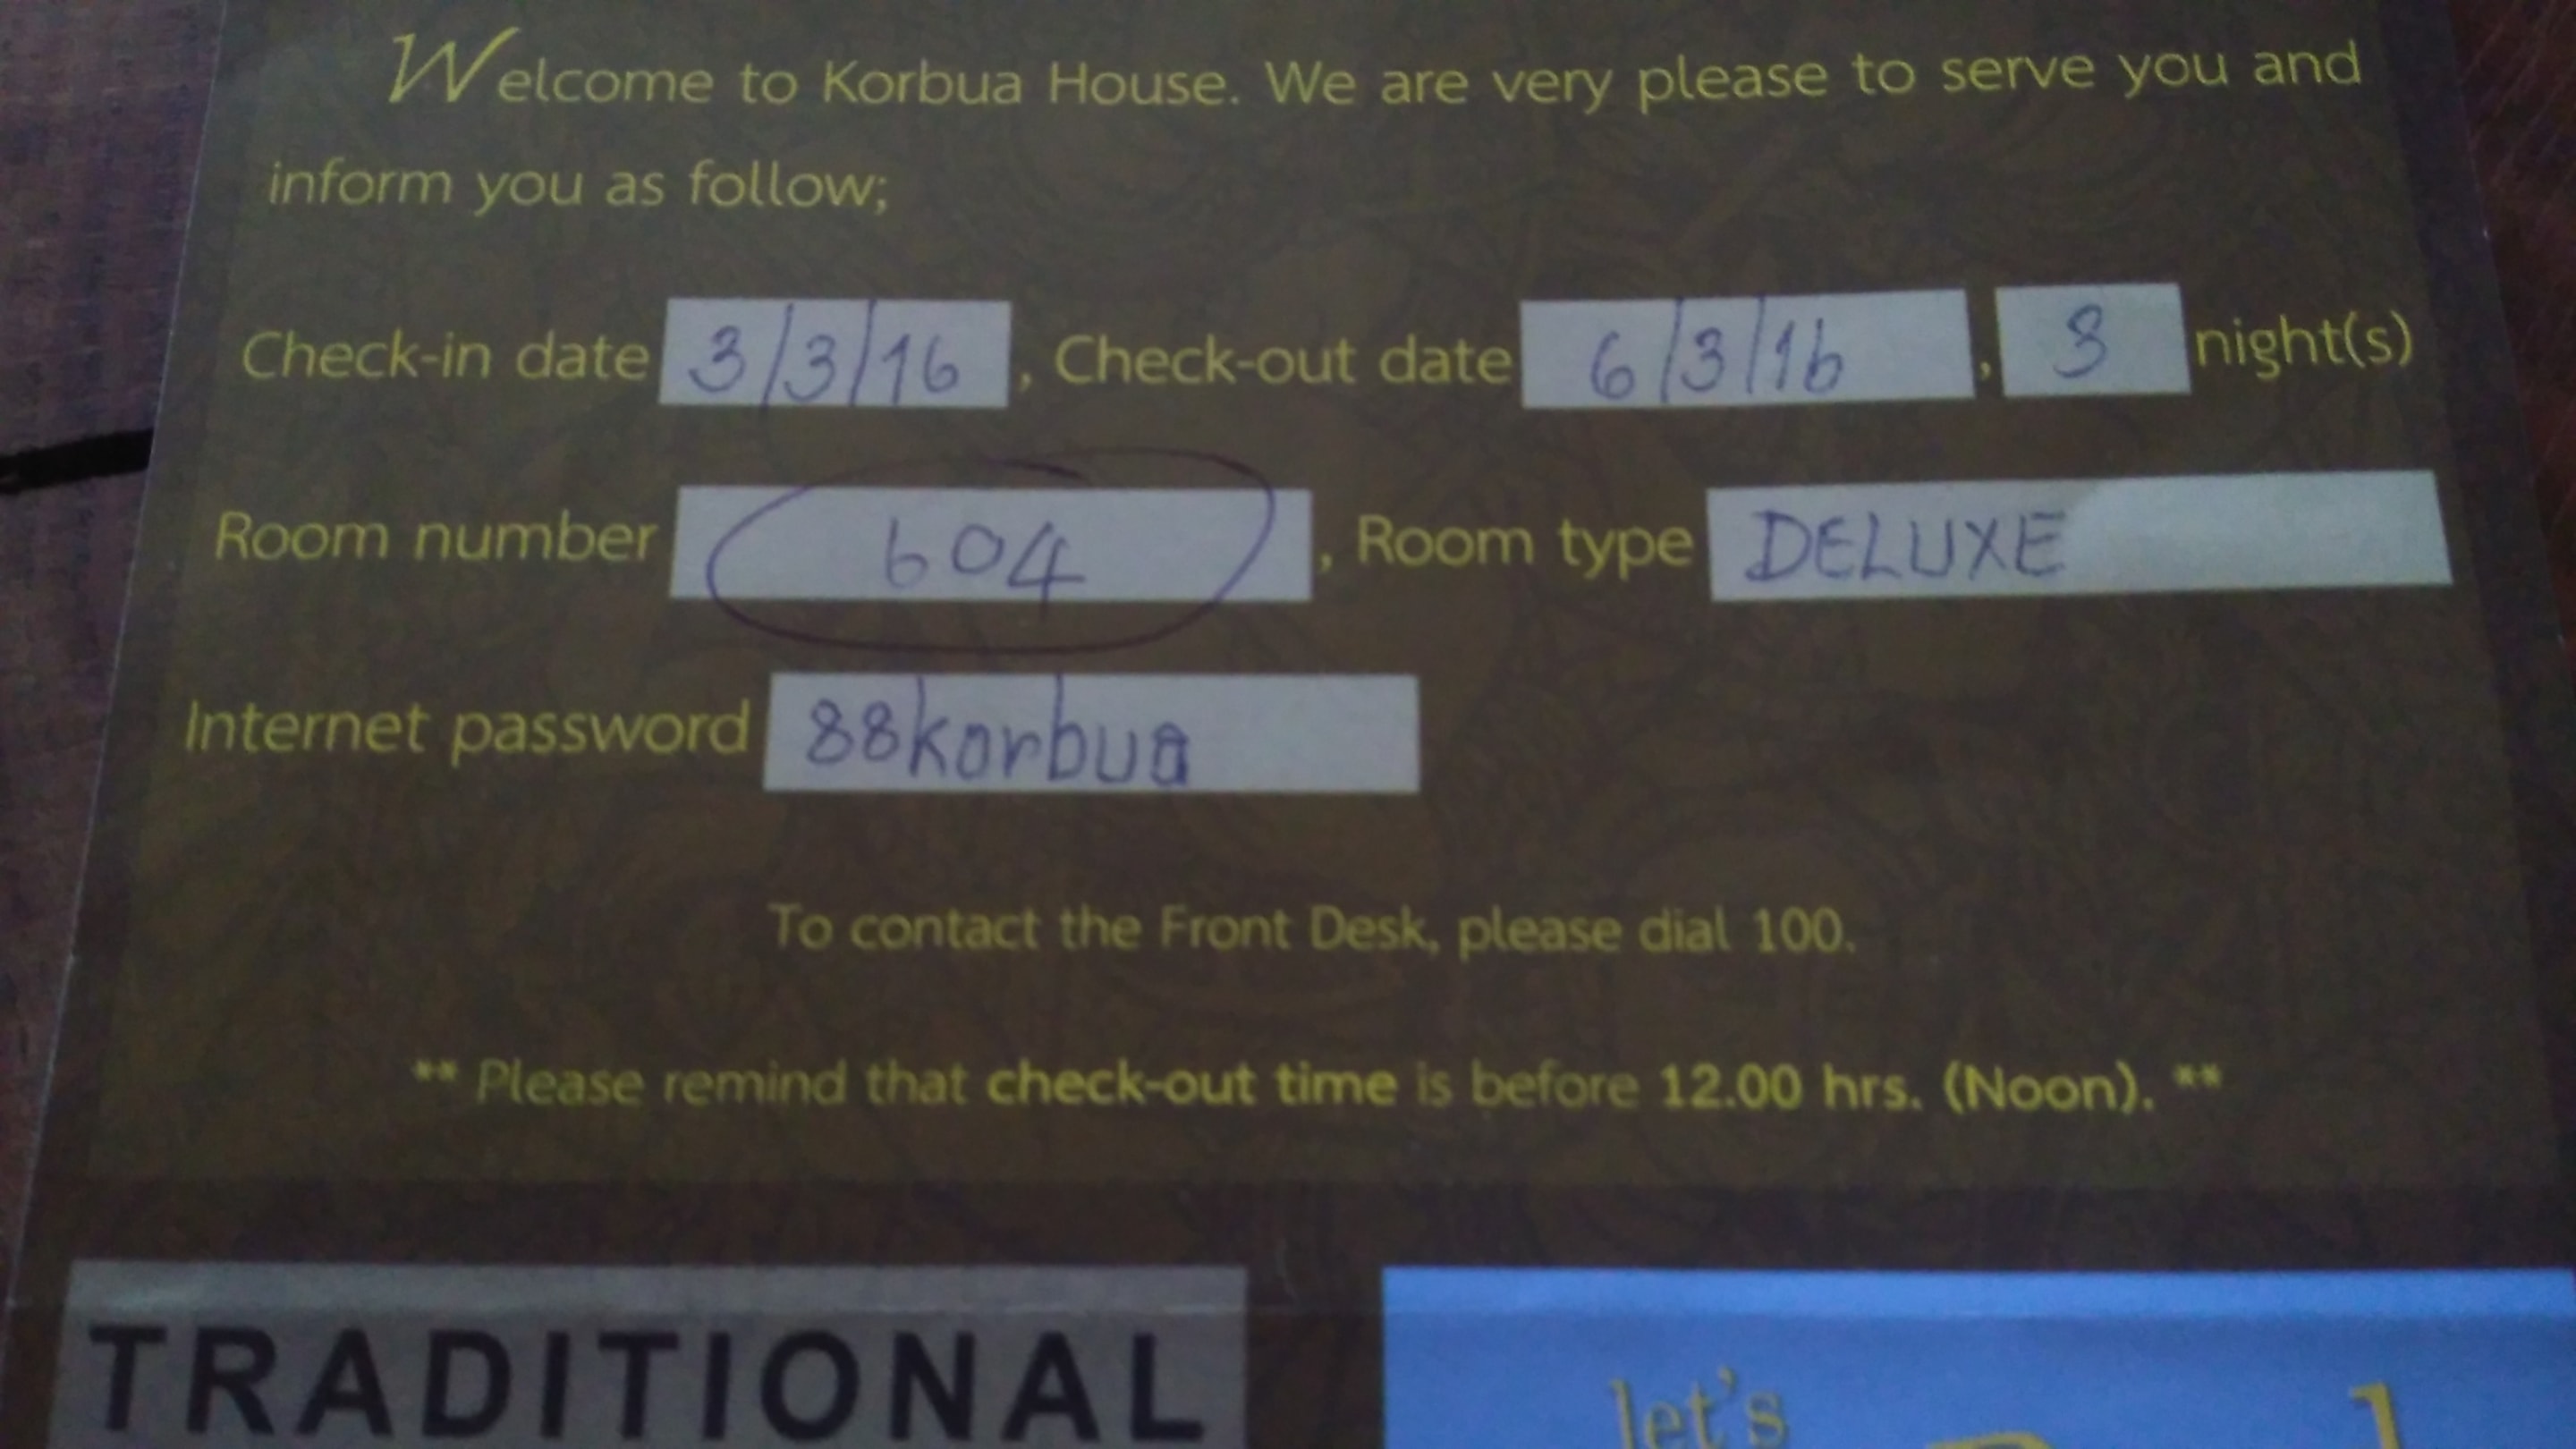 Welcome to Korbua House. We are very please to serve you and
inform you as follow;
Check-in date 3/3/16, Check-out date 6/3/16, 3 night(s)
Room number 604, Room type DELUXE
Internet password 88korbua
To contact the Front Desk, please dial 100.
** Please remind that check-out time is before 12.00 hrs. (Noon). **
TRADITIONAL
let's